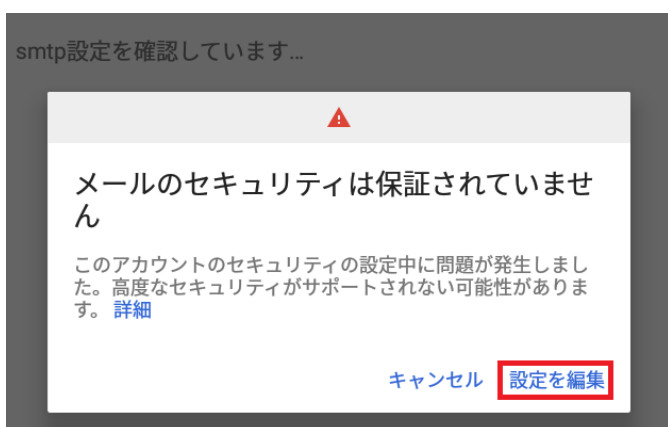 smtp設定を確認しています...
メールのセキュリティは保証されていませ
ん
このアカウントのセキュリティの設定中に問題が発生しまし
た。高度なセキュリティがサポートされない可能性がありま
す。 詳細
キャンセル 設定を編集